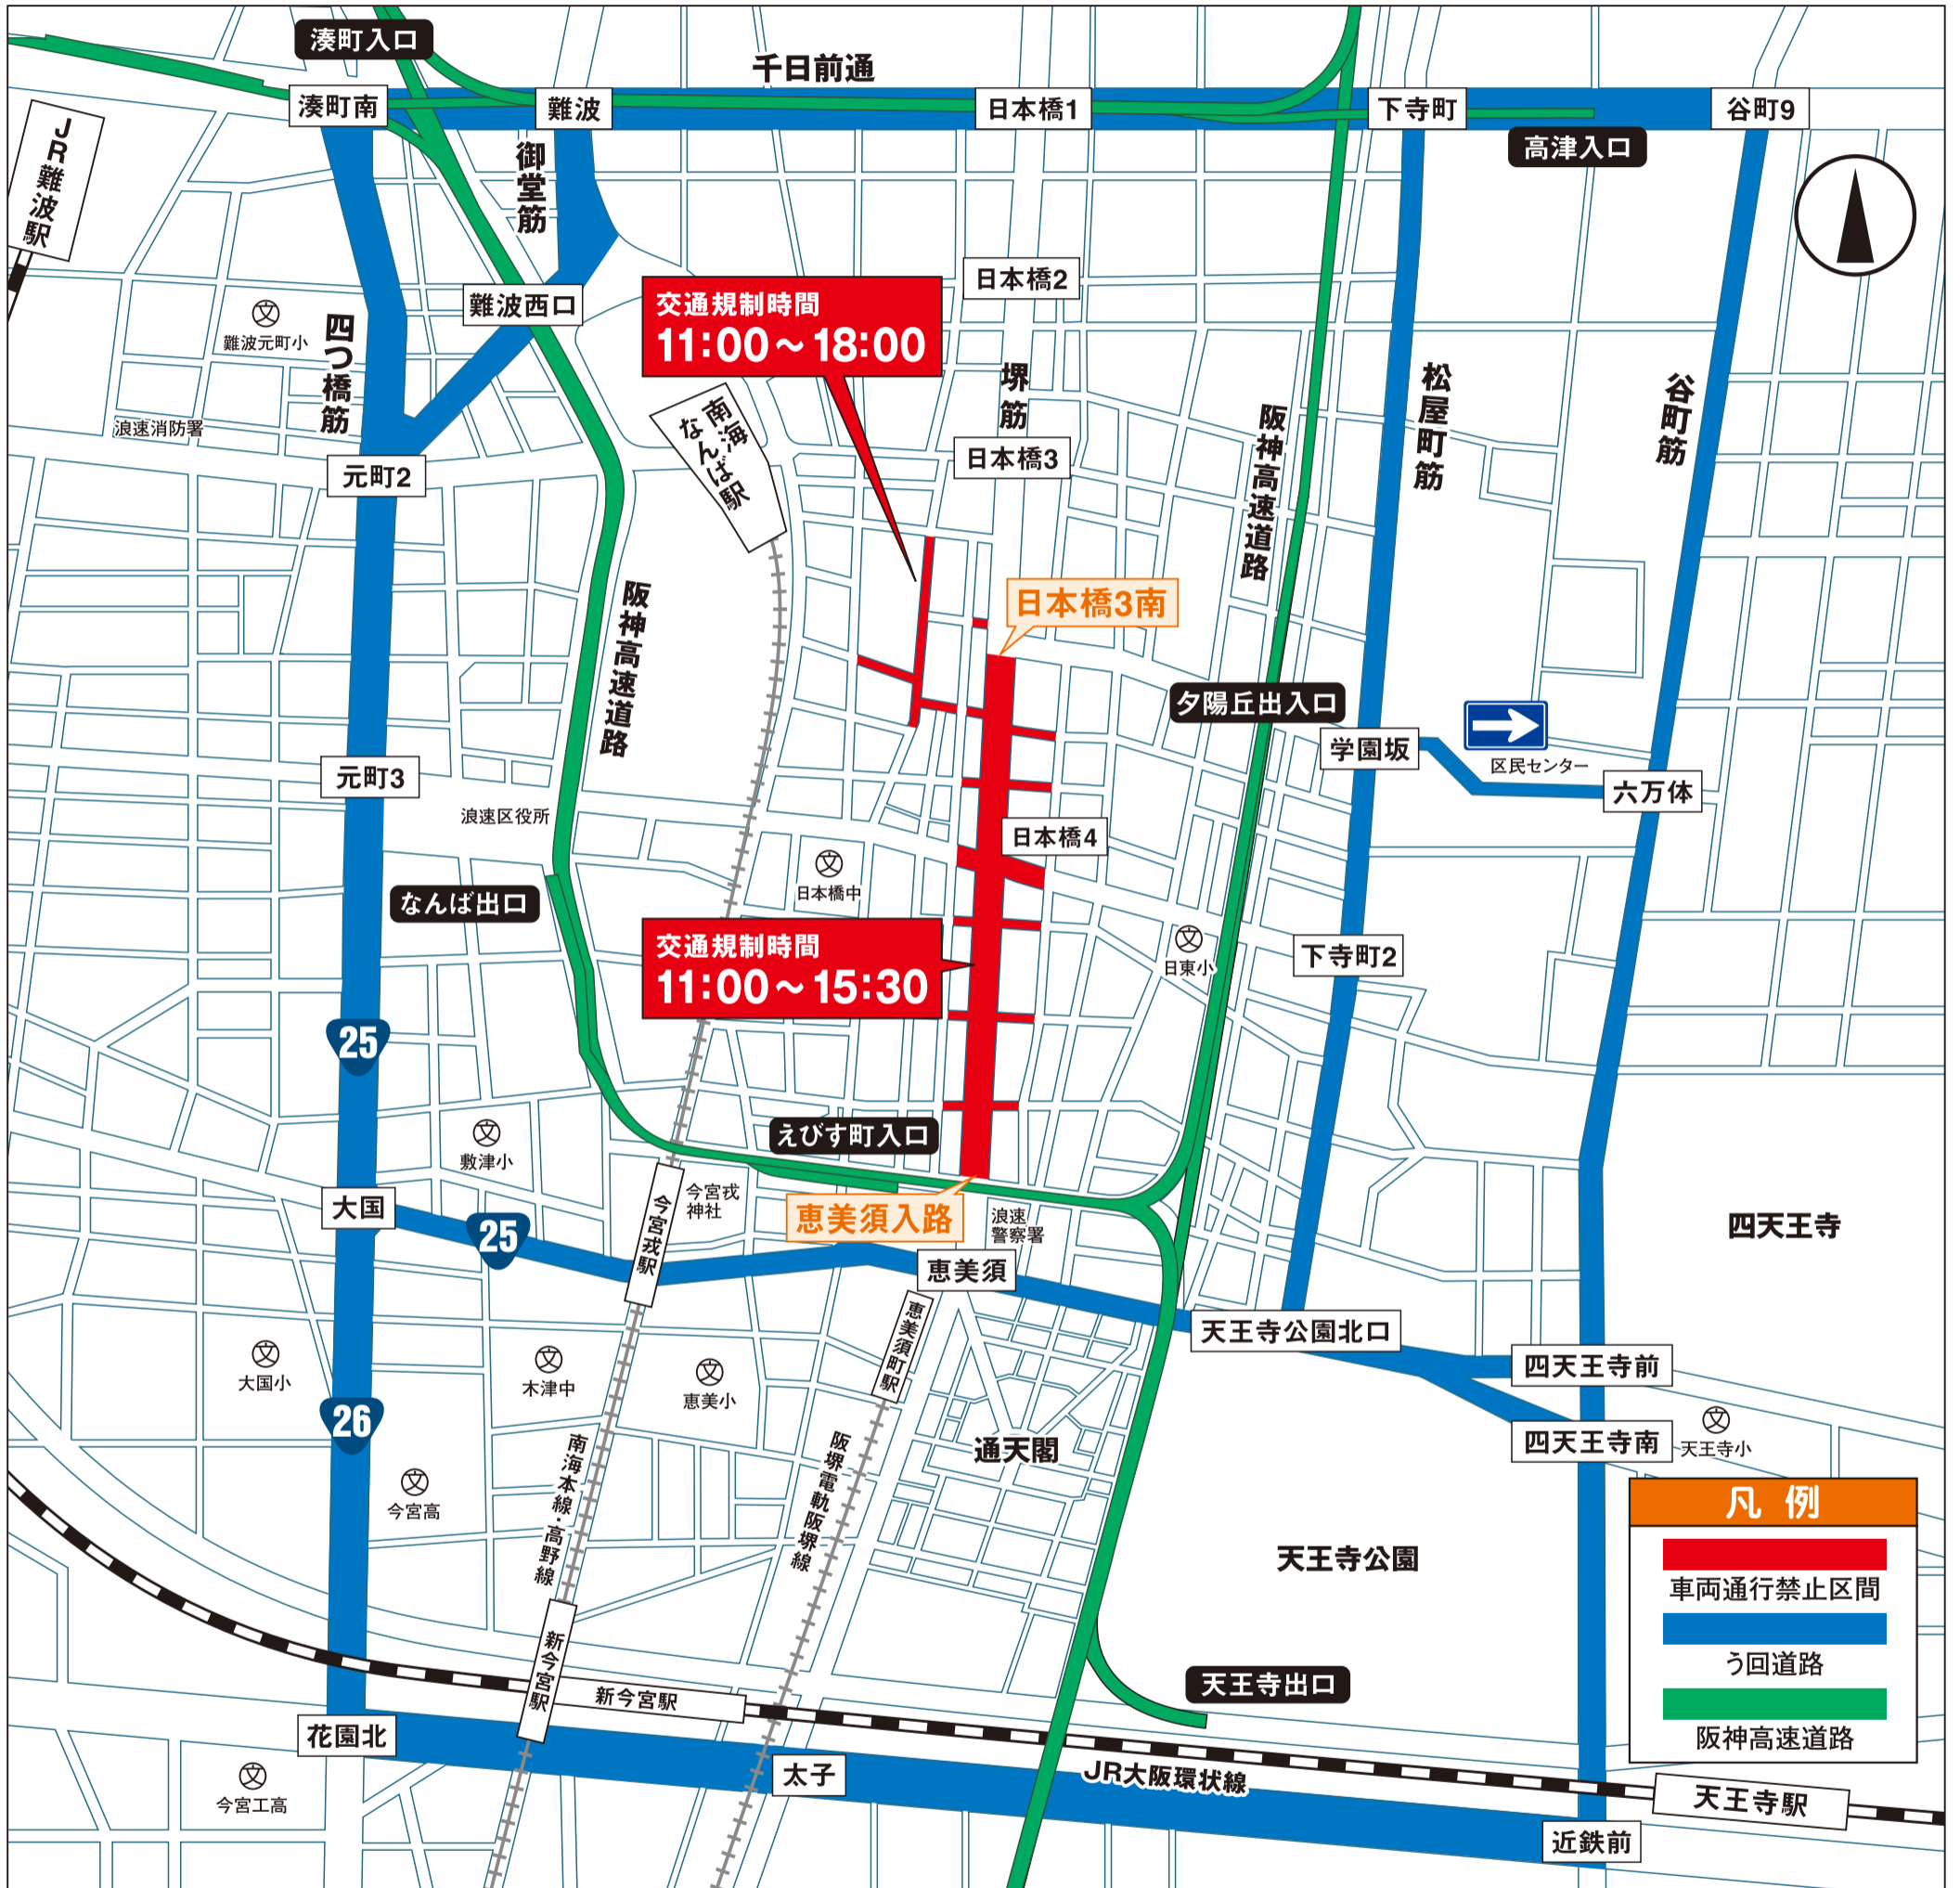 湊町入口
千日前通
湊町南
難波
日本橋1
下寺町
谷町9
高津入口
JR難波駅
御堂筋
日本橋2
難波西口
交通規制時間
11:00～18:00
難波元町小
四つ橋筋
堺筋
松屋町筋
谷町筋
阪神高速道路
南海
なんば駅
浪速消防署
日本橋3
元町2
阪神高速道路
日本橋3南
夕陽丘出入口
学園坂
区民センター
六万体
元町3
浪速区役所
日本橋4
日本橋中
なんば出口
交通規制時間
11:00～15:30
日東小
下寺町2
25
えびす町入口
敷津小
今宮戎
神社
大国
25
今宮戎駅
恵美須入路
浪速
警察署
四天王寺
恵美須
恵美須町駅
天王寺公園北口
四天王寺前
大国小
木津中
恵美小
26
四天王寺南
天王寺小
通天閣
今宮高
南海本線・高野線
阪堺電軌阪堺線
天王寺公園
凡例
車両通行禁止区間
う回道路
阪神高速道路
新今宮駅
新今宮駅
天王寺出口
花園北
太子
JR大阪環状線
天王寺駅
今宮工高
近鉄前
文
文
文
文
文
文
文
文
文
文